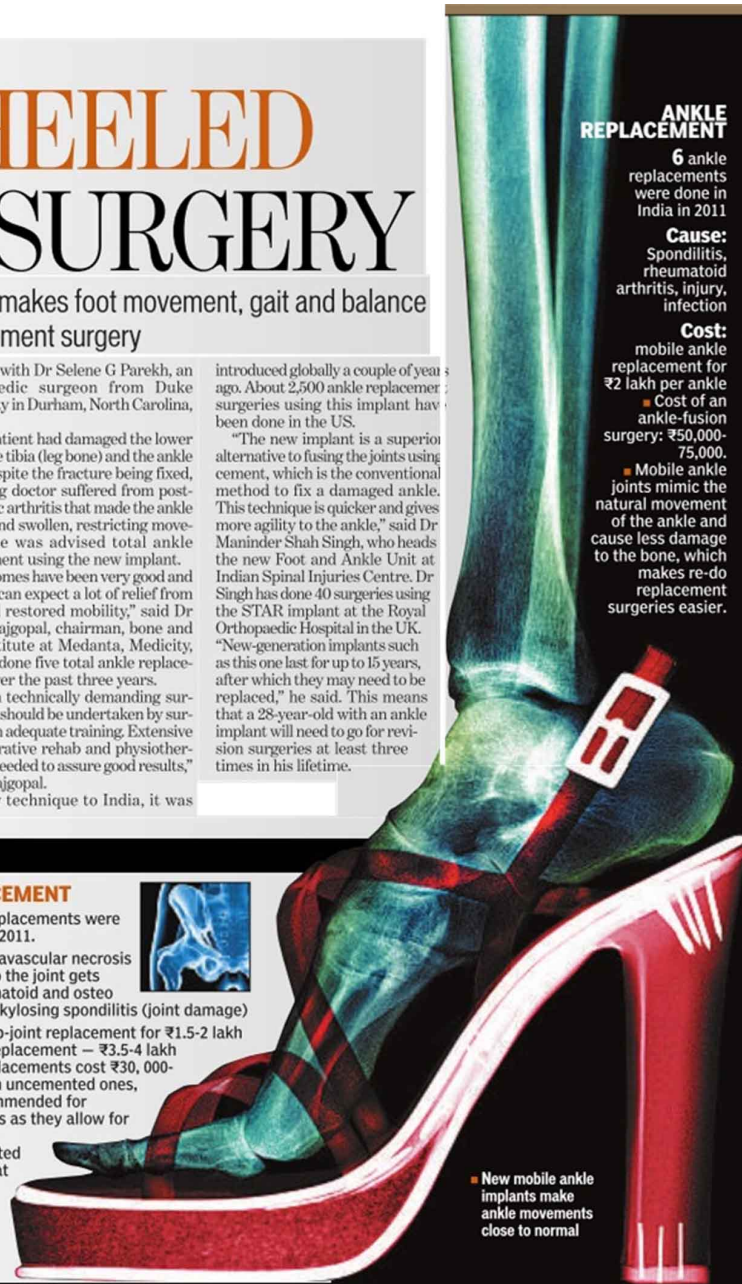 HEELED
SURGERY
makes foot movement, gait and balance
ment surgery
with Dr Selene G Parekh, an
edic surgeon from Duke
y in Durham, North Carolina,
tient had damaged the lower
e tibia (leg bone) and the ankle
spite the fracture being fixed,
g doctor suffered from post-
c arthritis that made the ankle
nd swollen, restricting move-
e was advised total ankle
ment using the new implant.
omes have been very good and
can expect a lot of relief from
restored mobility,” said Dr
ajgopal, chairman, bone and
titute at Medanta, Medicity,
done five total ankle replace-
er the past three years.
technically demanding sur-
should be undertaken by sur-
adequate training. Extensive
rative rehab and physiother-
eeded to assure good results,”
ajgopal.
technique to India, it was
introduced globally a couple of years
ago. About 2,500 ankle replacement
surgeries using this implant have
been done in the US.
“The new implant is a superior
alternative to fusing the joints using
cement, which is the conventional
method to fix a damaged ankle.
This technique is quicker and gives
more agility to the ankle,” said Dr
Maninder Shah Singh, who heads
the new Foot and Ankle Unit at
Indian Spinal Injuries Centre. Dr
Singh has done 40 surgeries using
the STAR implant at the Royal
Orthopaedic Hospital in the UK.
“New-generation implants such
as this one last for up to 15 years,
after which they may need to be
replaced,” he said. This means
that a 28-year-old with an ankle
implant will need to go for revi-
sion surgeries at least three
times in his lifetime.
ANKLE
REPLACEMENT
6 ankle
replacements
were done in
India in 2011
Cause:
Spondilitis,
rheumatoid
arthritis, injury,
infection
Cost:
mobile ankle
replacement for
₹2 lakh per ankle
■ Cost of an
ankle-fusion
surgery: ₹50,000-
75,000.
■ Mobile ankle
joints mimic the
natural movement
of the ankle and
cause less damage
to the bone, which
makes re-do
replacement
surgeries easier.
CEMENT
placements were
2011.
avascular necrosis
the joint gets
atoid and osteo
kylosing spondilitis (joint damage)
p-joint replacement for ₹1.5-2 lakh
eplacement — ₹3.5-4 lakh
lacements cost ₹30, 000-
uncemented ones,
mmended for
s as they allow for
ted
at
■ New mobile ankle
implants make
ankle movements
close to normal